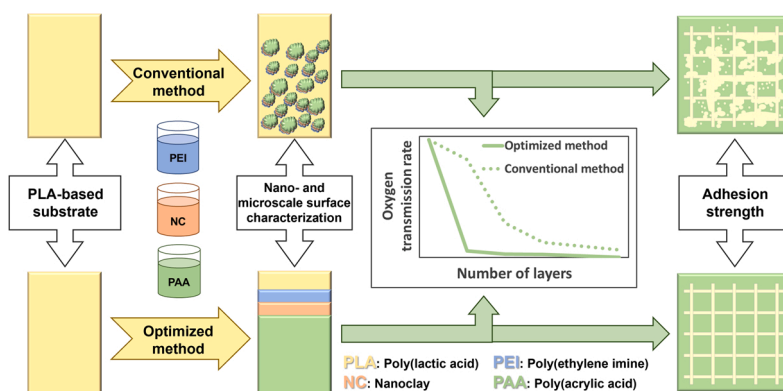 Conventional
method
PEI
NC
PAA
PLA-based
substrate
Nano- and
microscale surface
characterization
Oxygen
transmission rate
Optimized method
Conventional method
Number of layers
Adhesion
strength
Optimized
method
PLA: Poly(lactic acid)
PEI: Poly(ethylene imine)
NC: Nanoclay
PAA: Poly(acrylic acid)